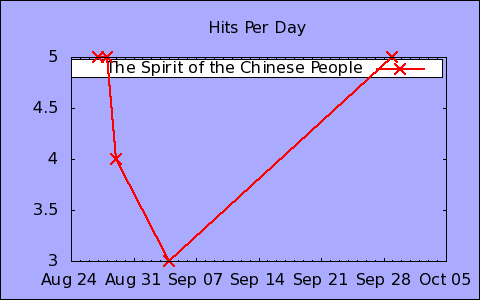 Hits Per Day
The Spirit of the Chinese People
5
4.5
4
3.5
3
Aug 24 Aug 31 Sep 07 Sep 14 Sep 21 Sep 28 Oct 05